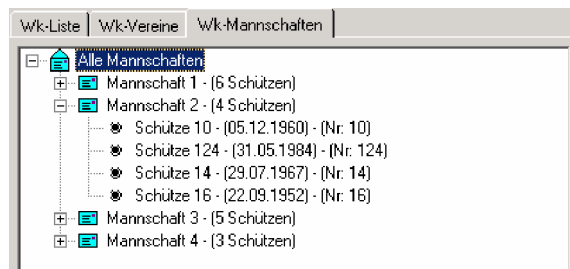 Wk-Liste Wk-Vereine Wk-Mannschaften
Alle Mannschaften
Mannschaft 1 - (6 Schützen)
Mannschaft 2 - (4 Schützen)
Schütze 10 - (05.12.1960) - (Nr: 10)
Schütze 124 - (31.05.1984) - (Nr: 124)
Schütze 14 - (29.07.1967) - (Nr: 14)
Schütze 16 - (22.09.1952) - (Nr: 16)
Mannschaft 3 - (5 Schützen)
Mannschaft 4 - (3 Schützen)